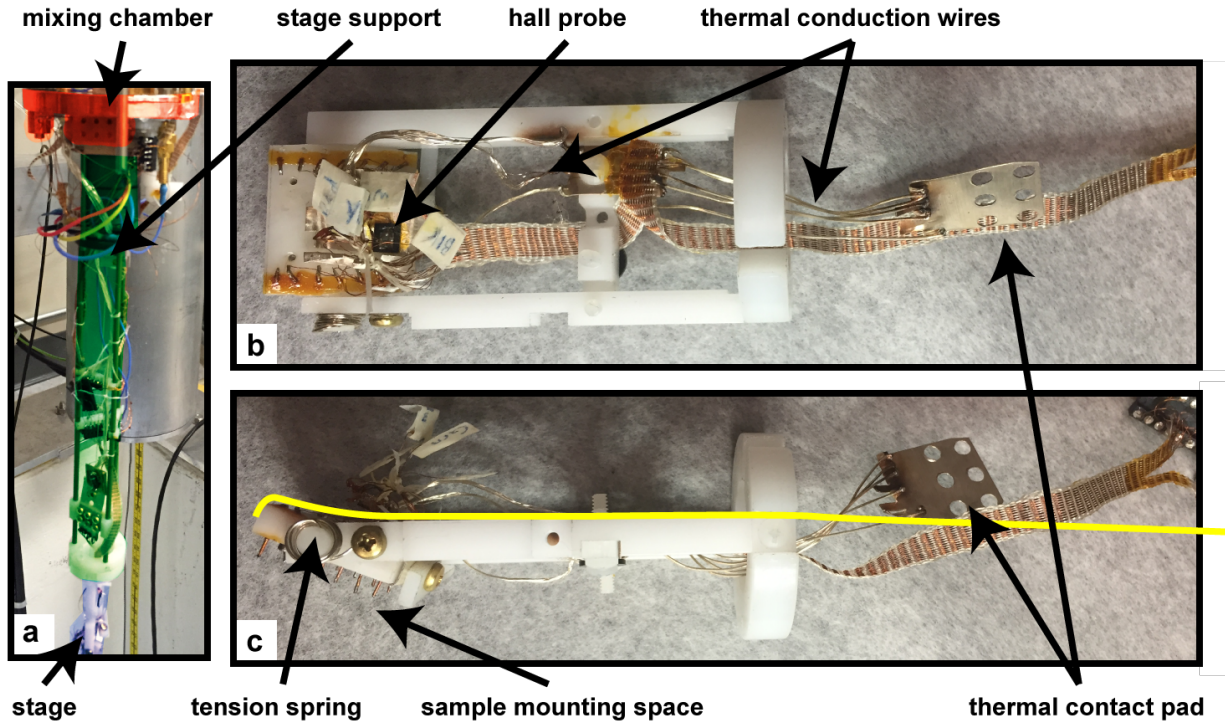 mixing chamber stage support hall probe thermal conduction wires
b
a
c
stage tension spring sample mounting space thermal contact pad